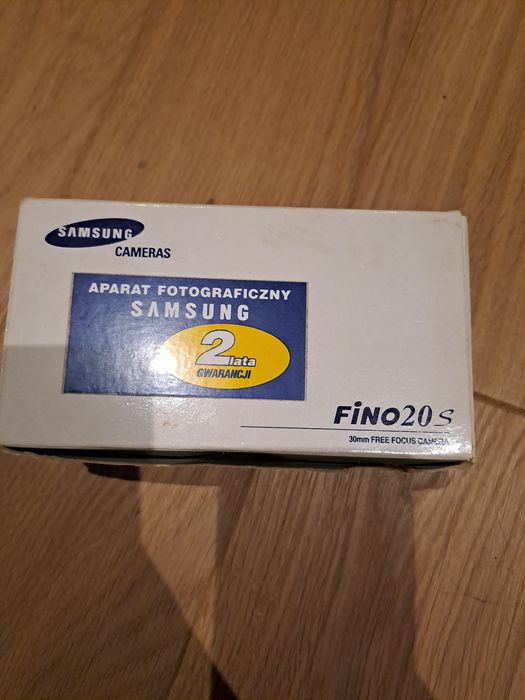 SAMSUNG
CAMERAS
APARAT FOTOGRAFICZNY
SAMSUNG
2 lata
GWARANCJI
FiNO20S
30mm FREE FOCUS CAMERA